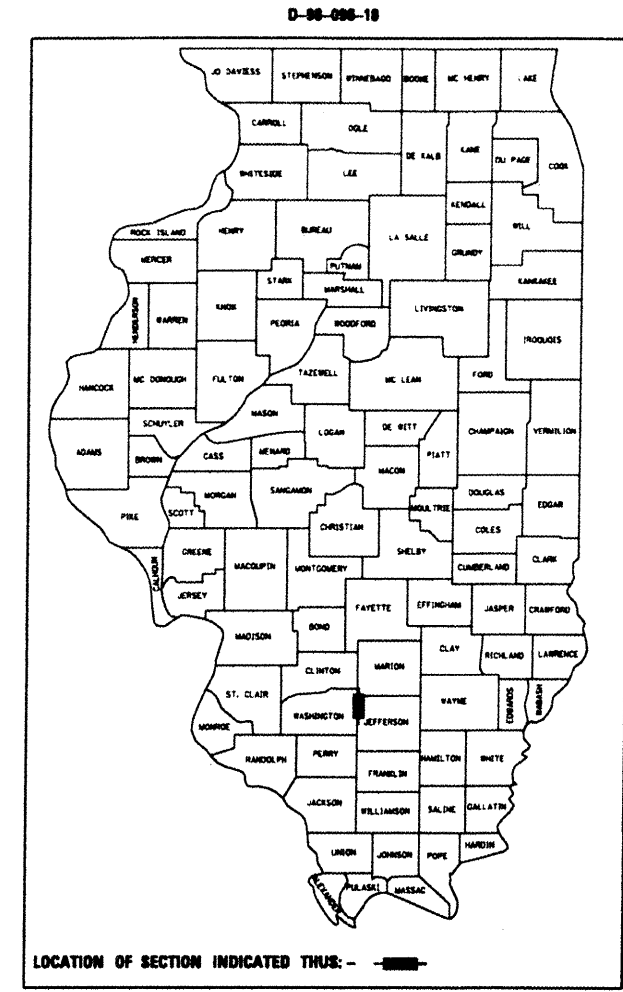 D-98-098-18
JO DAVIESS STEPHENSON WINNEBAGO BOONE MC HENRY LAKE
CARROLL OGLE DE KALB KANE DU PAGE COOK
WHITESIDE LEE
KENDALL
ROCK ISLAND HENRY BUREAU LA SALLE GRUNDY WILL
MERCER PUTNAM
STARK MARSHALL KANKAKEE
HENDERSON WARREN KNOX PEORIA WOODFORD LIVINGSTON
IROQUOIS
HANCOCK MC DONOUGH FULTON TAZEWELL MC LEAN FORD
SCHUYLER MASON LOGAN DE WITT CHAMPAIGN VERMILION
ADAMS BROWN CASS MENARD MACON PIATT
PIKE SCOTT MORGAN SANGAMON CHRISTIAN MOULTRIE DOUGLAS EDGAR
COLES
CALHOUN GREENE MACOUPIN MONTGOMERY SHELBY CUMBERLAND CLARK
JERSEY FAYETTE EFFINGHAM JASPER CRAWFORD
MADISON BOND
CLINTON MARION CLAY RICHLAND LAWRENCE
ST. CLAIR WASHINGTON JEFFERSON WAYNE EDWARDS WABASH
MONROE
RANDOLPH PERRY FRANKLIN HAMILTON WHITE
JACKSON WILLIAMSON SALINE GALLATIN
UNION JOHNSON POPE HARDIN
ALEXANDER PULASKI MASSAC
LOCATION OF SECTION INDICATED THUS: -